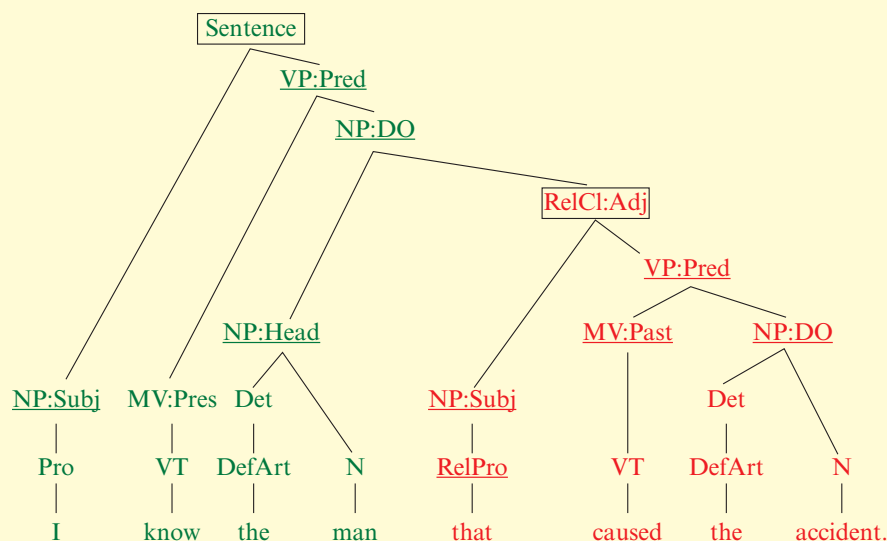 Sentence
VP:Pred
NP:DO
RelCl:Adj
VP:Pred
NP:Head MV:Past NP:DO
NP:Subj MV:Pres Det NP:Subj Det
Pro VT DefArt N RelPro VT DefArt N
I know the man that caused the accident.